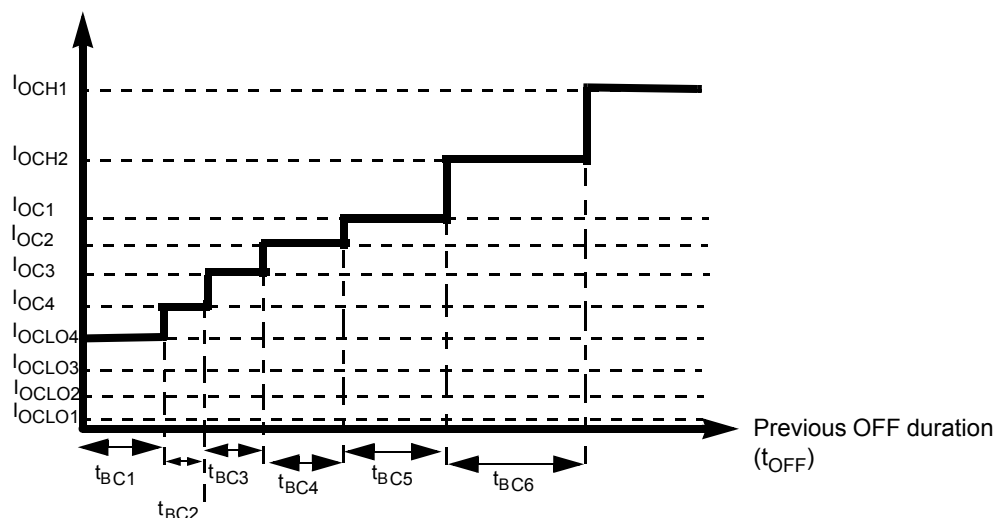 IOCH1
IOCH2
IOC1
IOC2
IOC3
IOC4
IOCLO4
IOCLO3
IOCLO2
IOCLO1
Previous OFF duration
(tOFF)
tBC1
tBC2
tBC3
tBC4
tBC5
tBC6